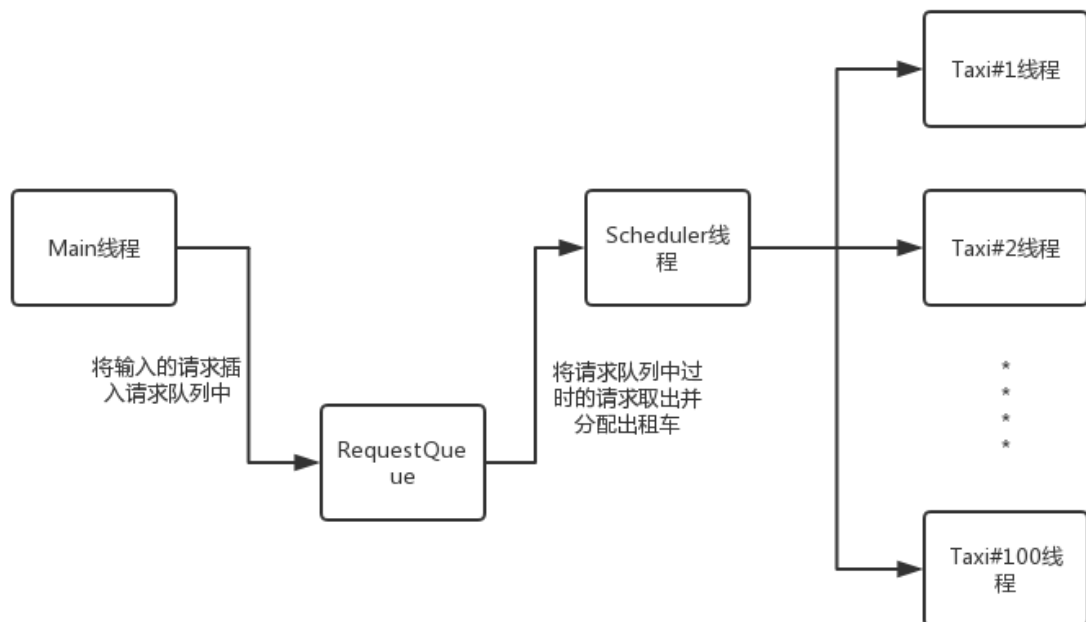 Taxi#1线程
Main线程
Scheduler线
程
Taxi#2线程
将输入的请求插
入请求队列中
将请求队列中过
时的请求取出并
分配出租车
*
*
*
*
RequestQue
ue
Taxi#100线
程